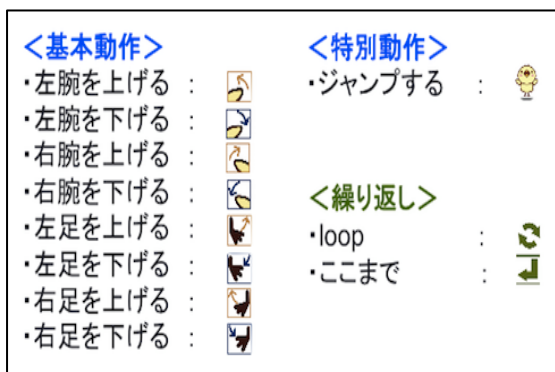 <基本動作>
・左腕を上げる :
・左腕を下げる :
・右腕を上げる :
・右腕を下げる :
・左足を上げる :
・左足を下げる :
・右足を上げる :
・右足を下げる :
<特別動作>
・ジャンプする :
<繰り返し>
・loop :
・ここまで :